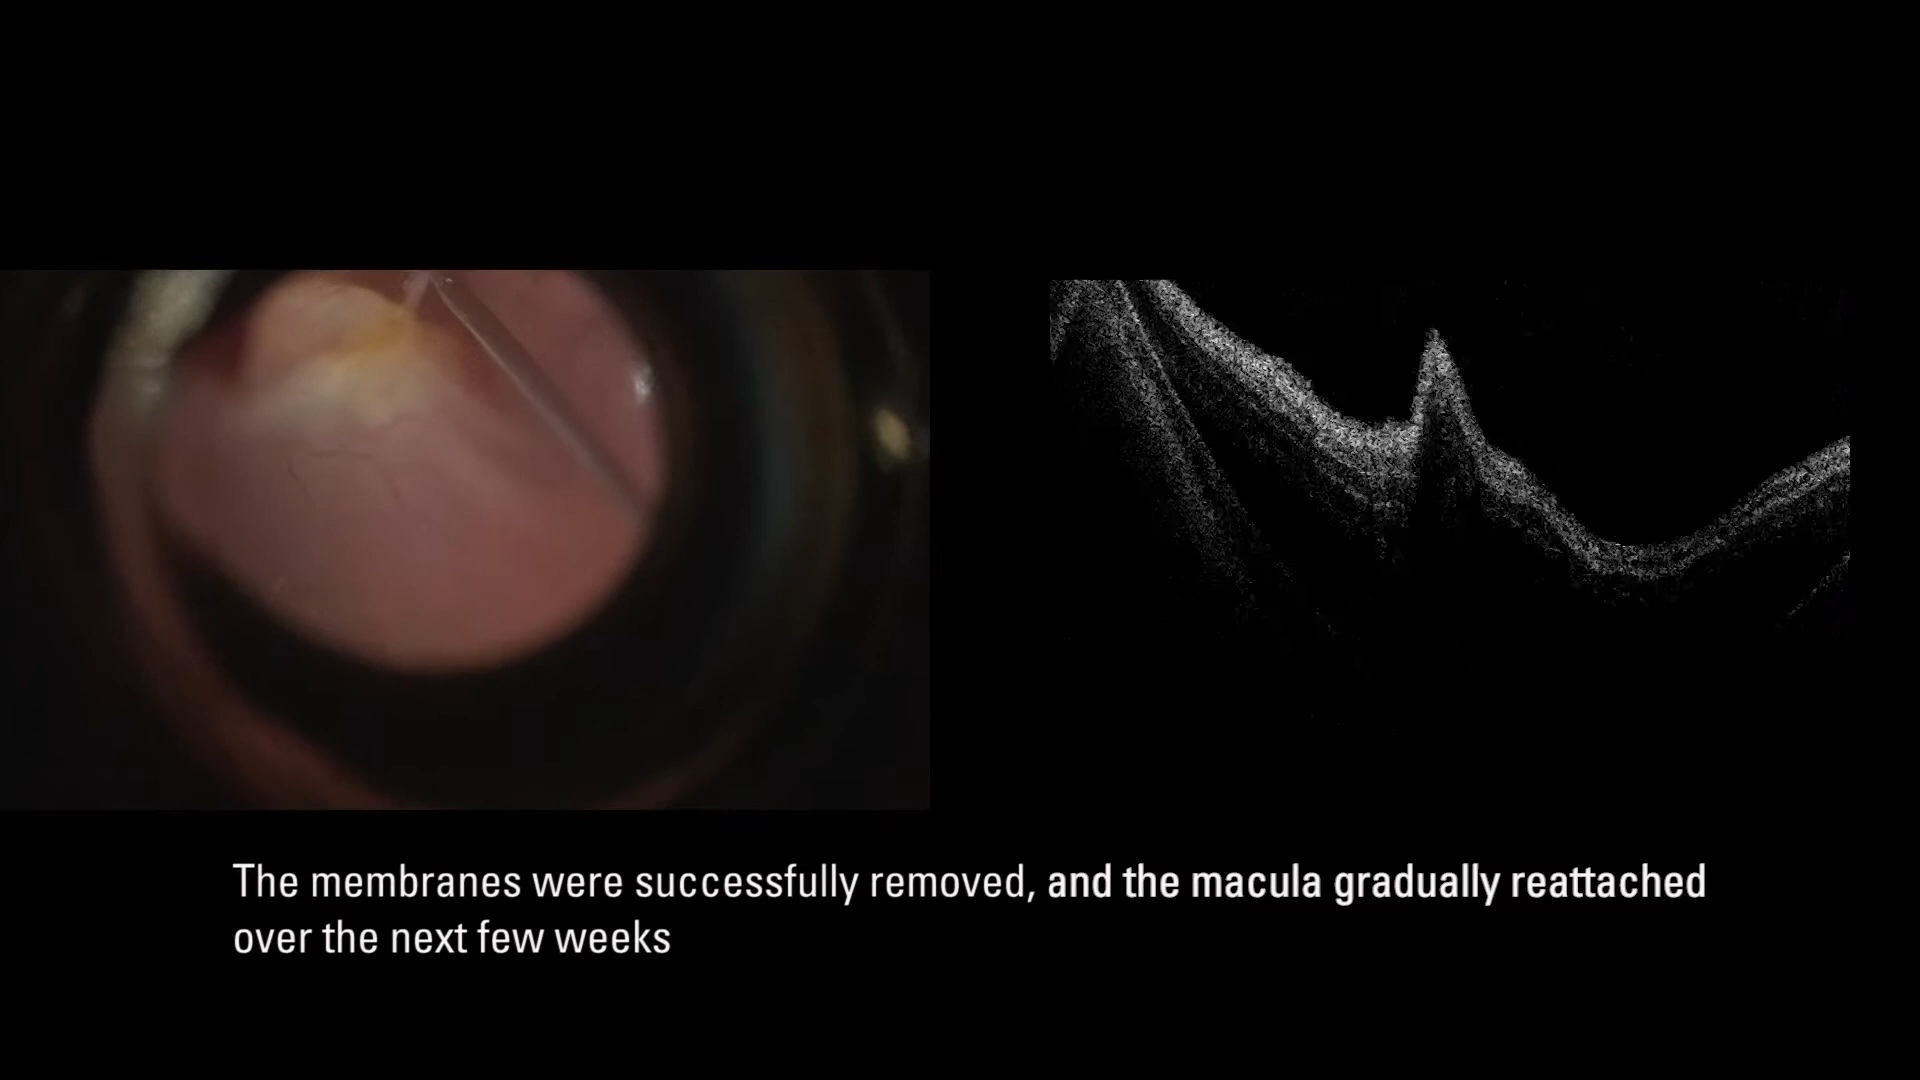 The membranes were successfully removed, and the macula gradually reattached
over the next few weeks